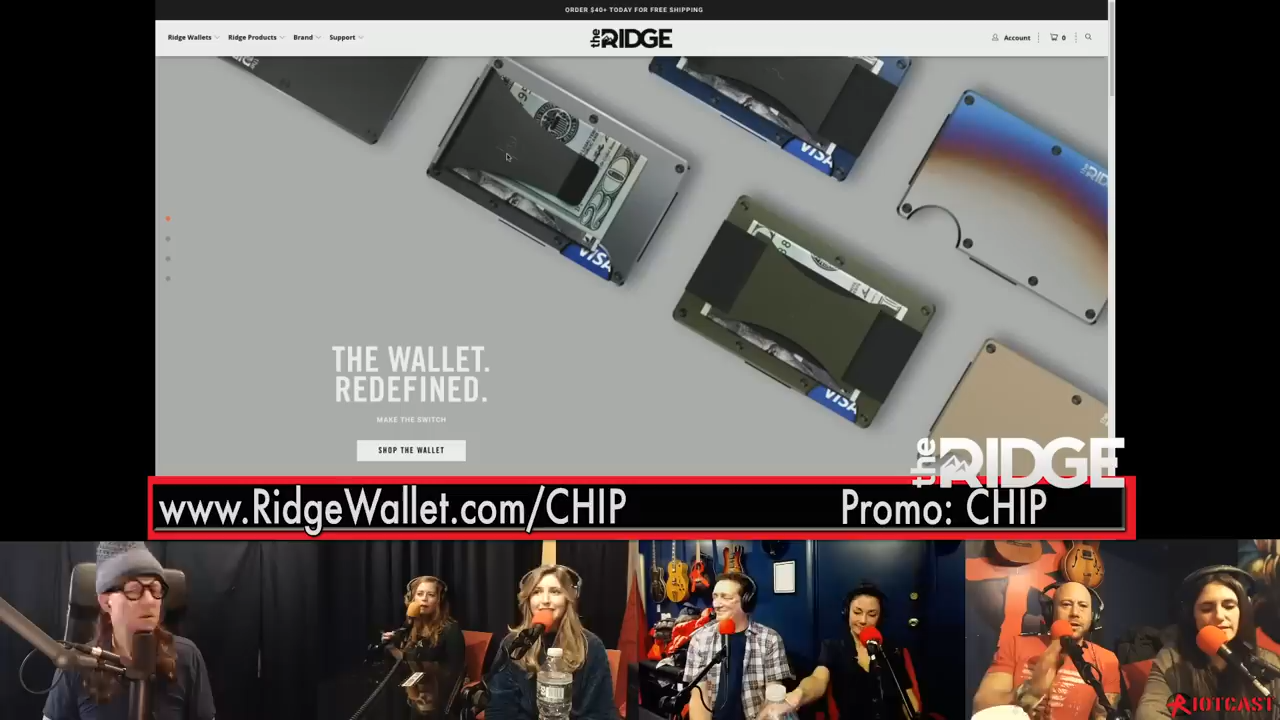 ORDER $40+ TODAY FOR FREE SHIPPING
Ridge Wallets Ridge Products Brand Support
the RIDGE
Account 0
VISA
VISA
VISA
20
THE WALLET.
REDEFINED.
MAKE THE SWITCH
SHOP THE WALLET
the RIDGE
www.RidgeWallet.com/CHIP Promo: CHIP
RIOTCAST